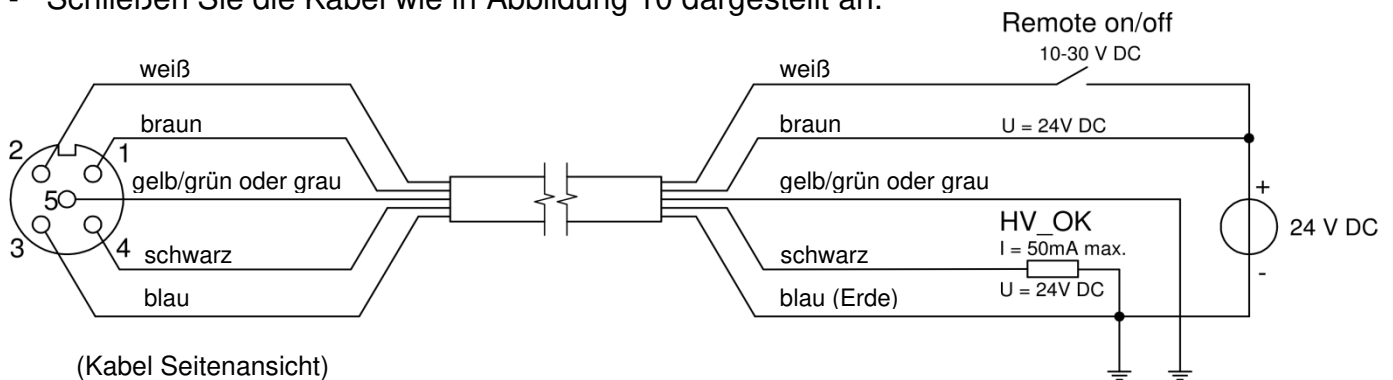 - Schließen Sie die Kabel wie in Abbildung 10 dargestellt an.
Remote on/off
10-30 V DC
weiß
weiß
braun
braun
U = 24V DC
2
1
gelb/grün oder grau
gelb/grün oder grau
5
+
24 V DC
-
HV_OK
I = 50mA max.
3
4
schwarz
schwarz
U = 24V DC
blau
blau (Erde)
(Kabel Seitenansicht)